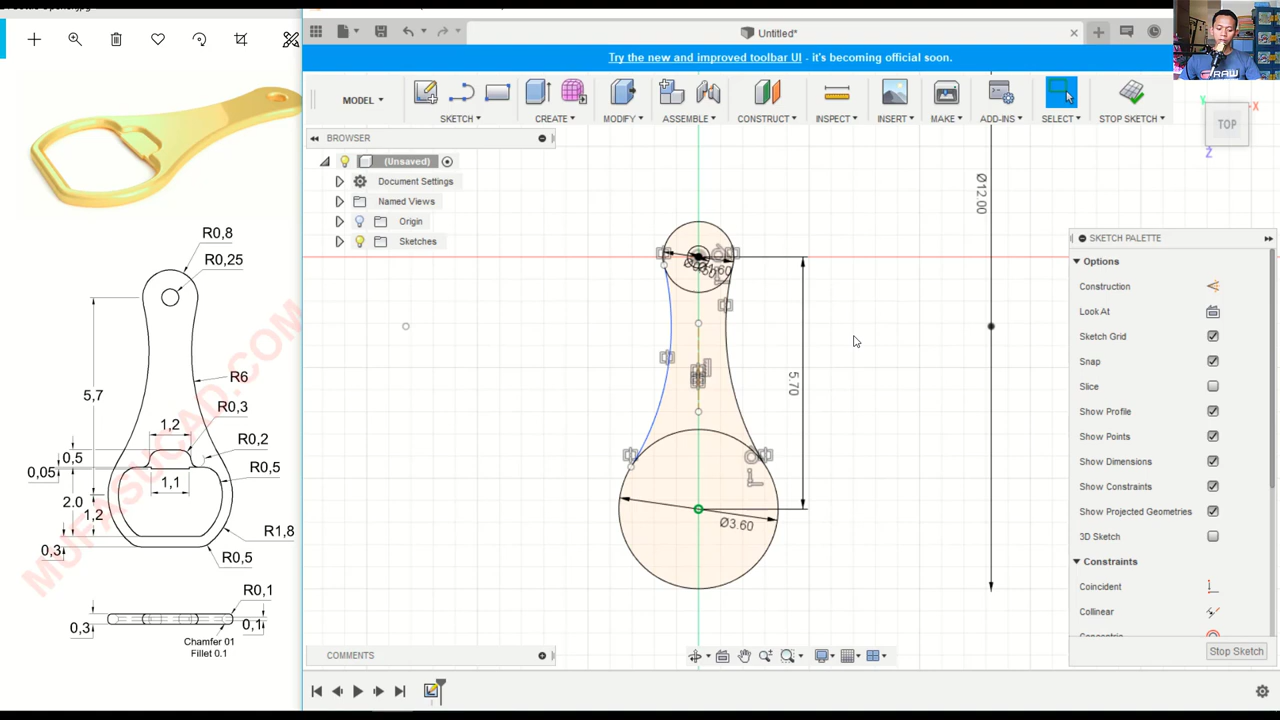 Untitled*
Try the new and improved toolbar UI - it's becoming official soon.
MODEL
SKETCH
CREATE
MODIFY
ASSEMBLE
CONSTRUCT
INSPECT
INSERT
MAKE
ADD-INS
SELECT
STOP SKETCH
BROWSER
(Unsaved)
Document Settings
Named Views
Origin
Sketches
TOP
X
Y
Z
RAW
R0,8
R0,25
5,7
R6
R0,3
1,2
R0,2
0,5
0,05
R0,5
1,1
2.0
1,2
R1,8
0,3
R0,5
R0,1
0,3
0,1
Chamfer 01
Fillet 0.1
MUFASUCAD.COM
Ø12.00
5.70
Ø3.60
SKETCH PALETTE
Options
Construction
Look At
Sketch Grid
Snap
Slice
Show Profile
Show Points
Show Dimensions
Show Constraints
Show Projected Geometries
3D Sketch
Constraints
Coincident
Collinear
Stop Sketch
COMMENTS